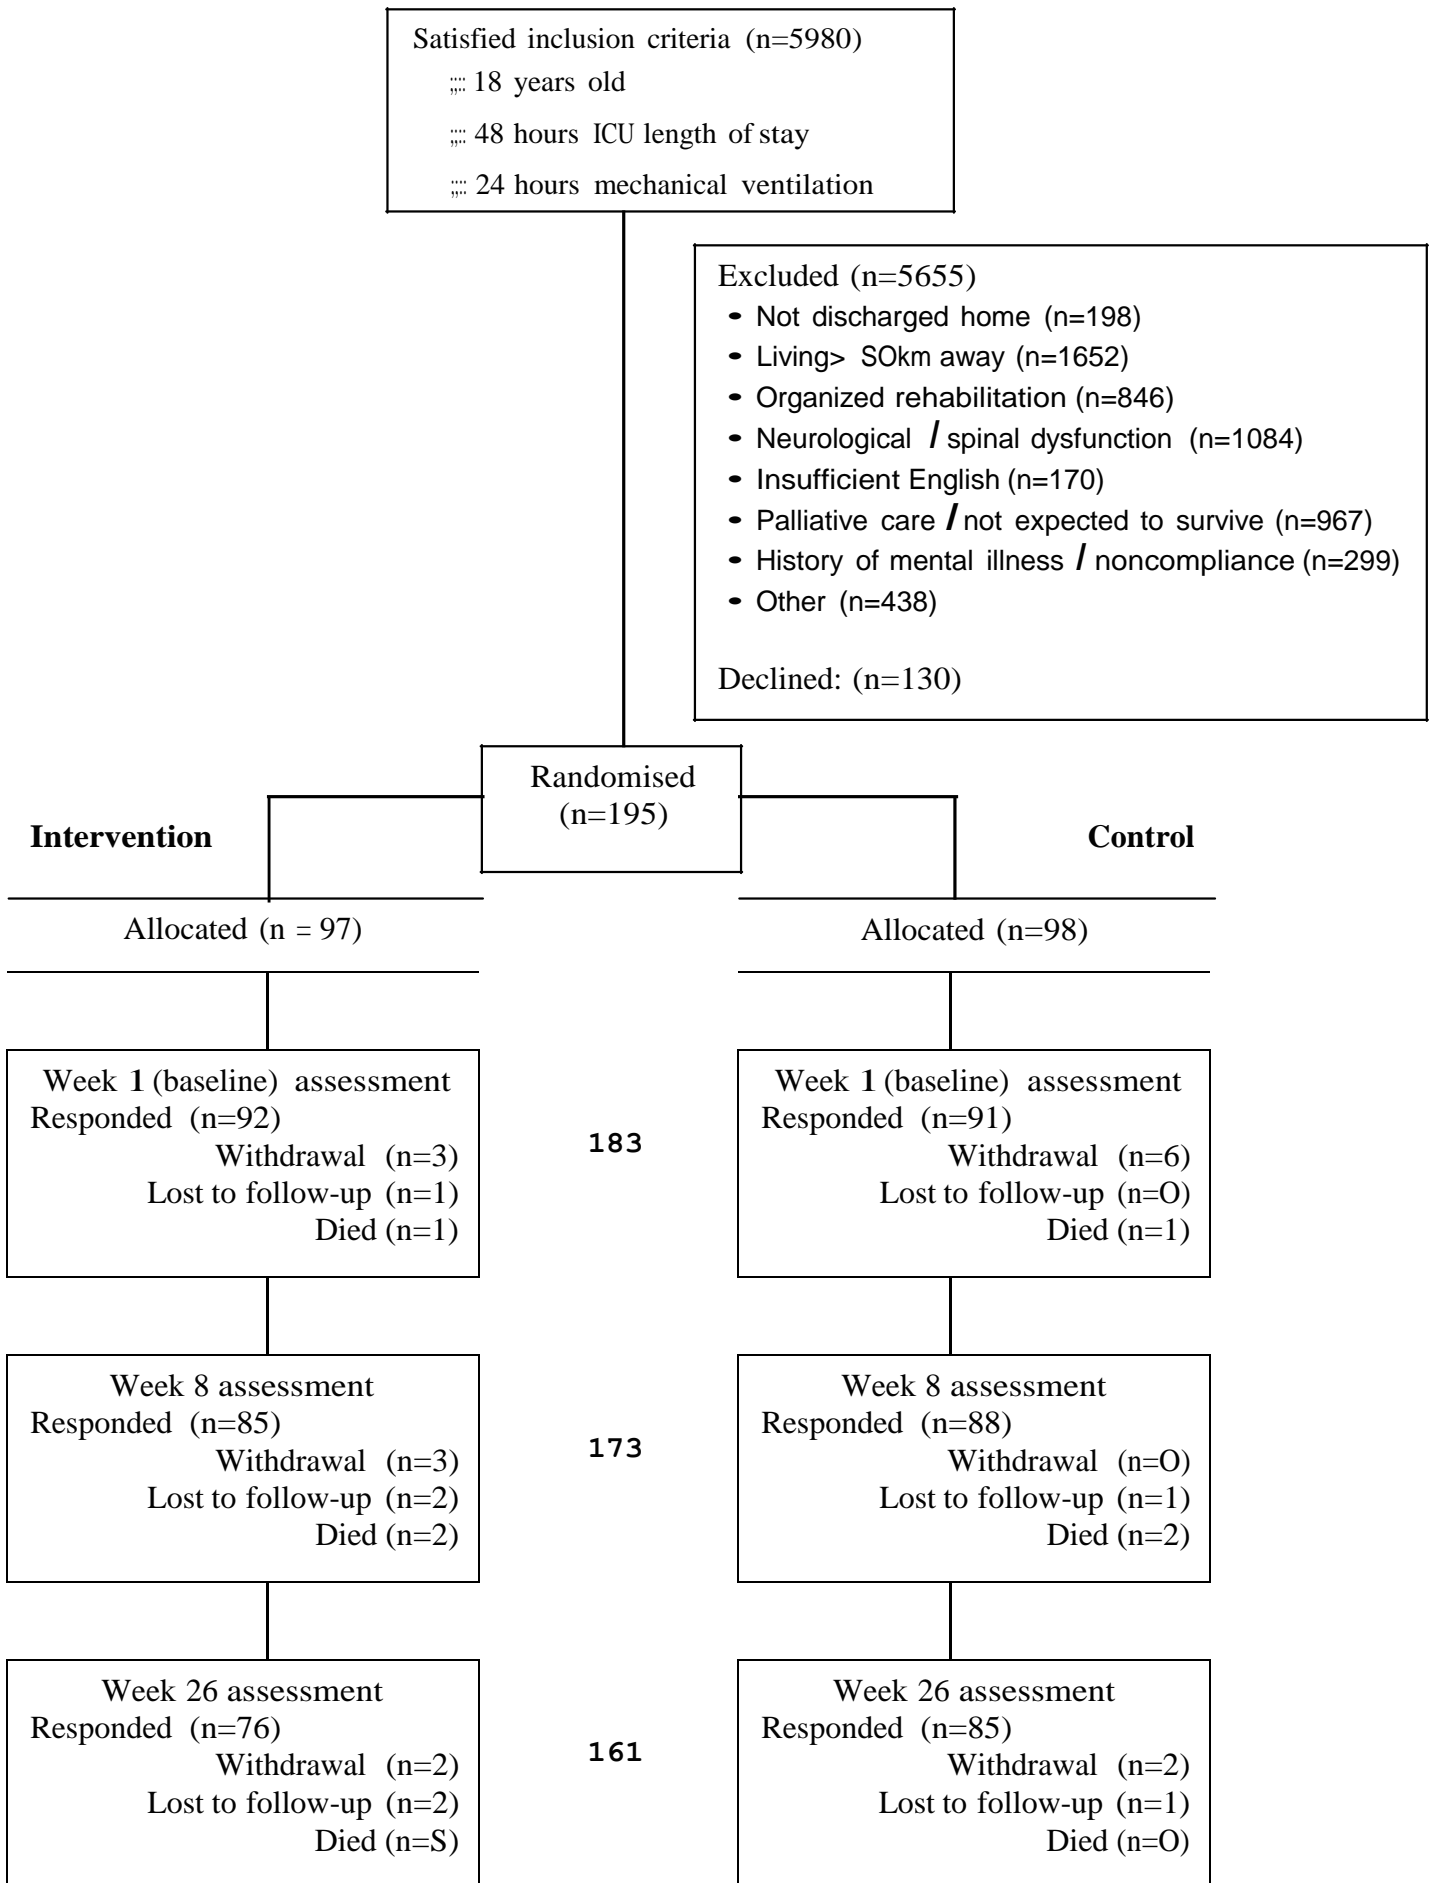 Satisfied inclusion criteria (n=5980)
;;;:: 18 years old
;;;:: 48 hours ICU length of stay
;;;:: 24 hours mechanical ventilation
Excluded (n=5655)
• Not discharged home (n=198)
• Living> SOkm away (n=1652)
• Organized rehabilitation (n=846)
• Neurological / spinal dysfunction (n=1084)
• Insufficient English (n=170)
• Palliative care / not expected to survive (n=967)
• History of mental illness / noncompliance (n=299)
• Other (n=438)
Declined: (n=130)
Randomised
(n=195)
Intervention
Control
Allocated (n = 97)
Allocated (n=98)
Week 1 (baseline) assessment
Responded (n=92)
Withdrawal (n=3)
Lost to follow-up (n=1)
Died (n=1)
183
Week 1 (baseline) assessment
Responded (n=91)
Withdrawal (n=6)
Lost to follow-up (n=O)
Died (n=1)
Week 8 assessment
Responded (n=85)
Withdrawal (n=3)
Lost to follow-up (n=2)
Died (n=2)
173
Week 8 assessment
Responded (n=88)
Withdrawal (n=O)
Lost to follow-up (n=1)
Died (n=2)
Week 26 assessment
Responded (n=76)
Withdrawal (n=2)
Lost to follow-up (n=2)
Died (n=S)
161
Week 26 assessment
Responded (n=85)
Withdrawal (n=2)
Lost to follow-up (n=1)
Died (n=O)